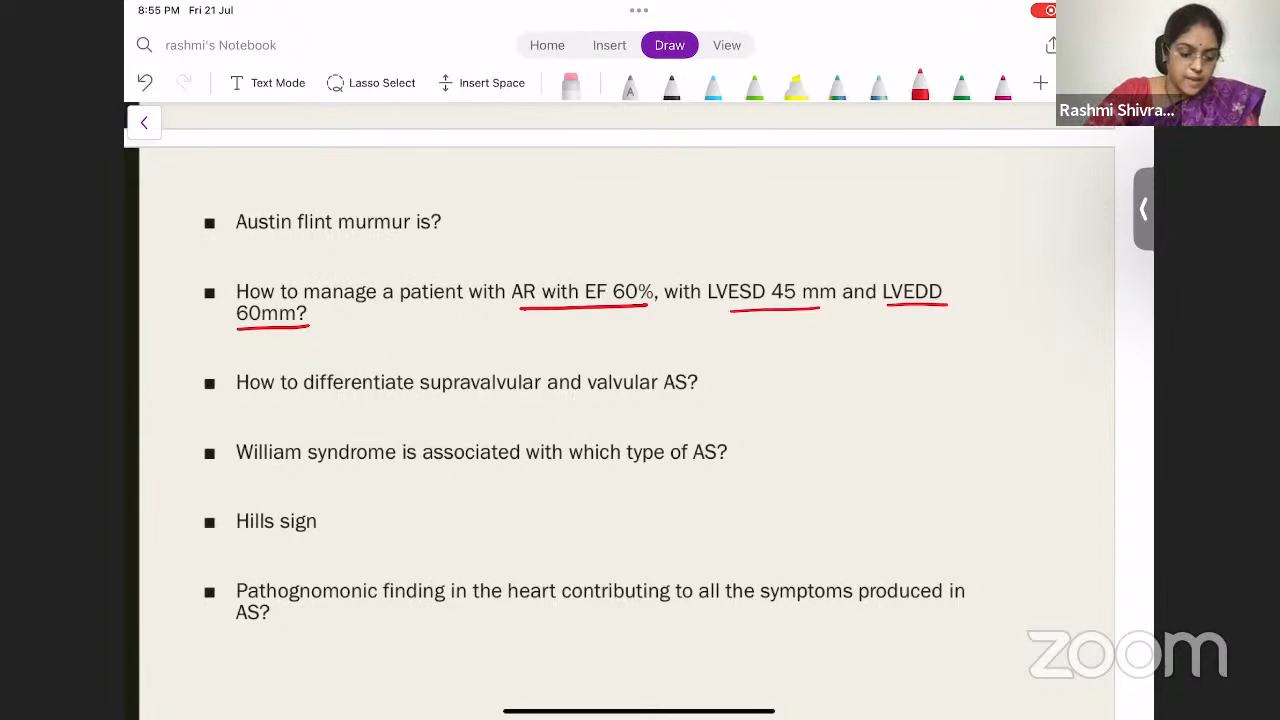 8:55 PM Fri 21 Jul
rashmi's Notebook
Home Insert Draw View
T Text Mode Lasso Select Insert Space A
Rashmi Shivra...
■ Austin flint murmur is?
■ How to manage a patient with AR with EF 60%, with LVESD 45 mm and LVEDD
60mm?
■ How to differentiate supravalvular and valvular AS?
■ William syndrome is associated with which type of AS?
■ Hills sign
■ Pathognomonic finding in the heart contributing to all the symptoms produced in
AS?
zoom